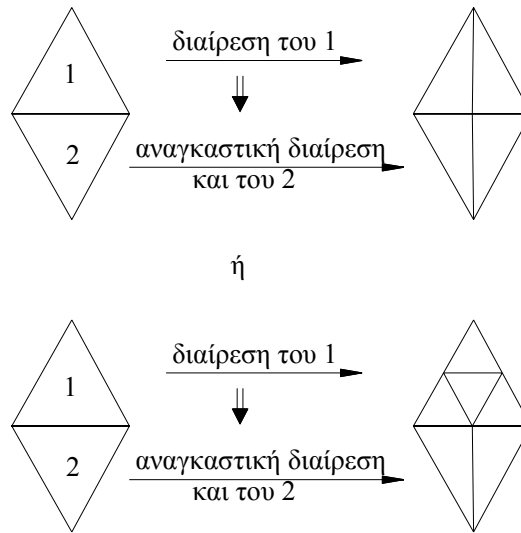 διαίρεση του 1
1
2
αναγκαστική διαίρεση
και του 2
ή
διαίρεση του 1
1
2
αναγκαστική διαίρεση
και του 2